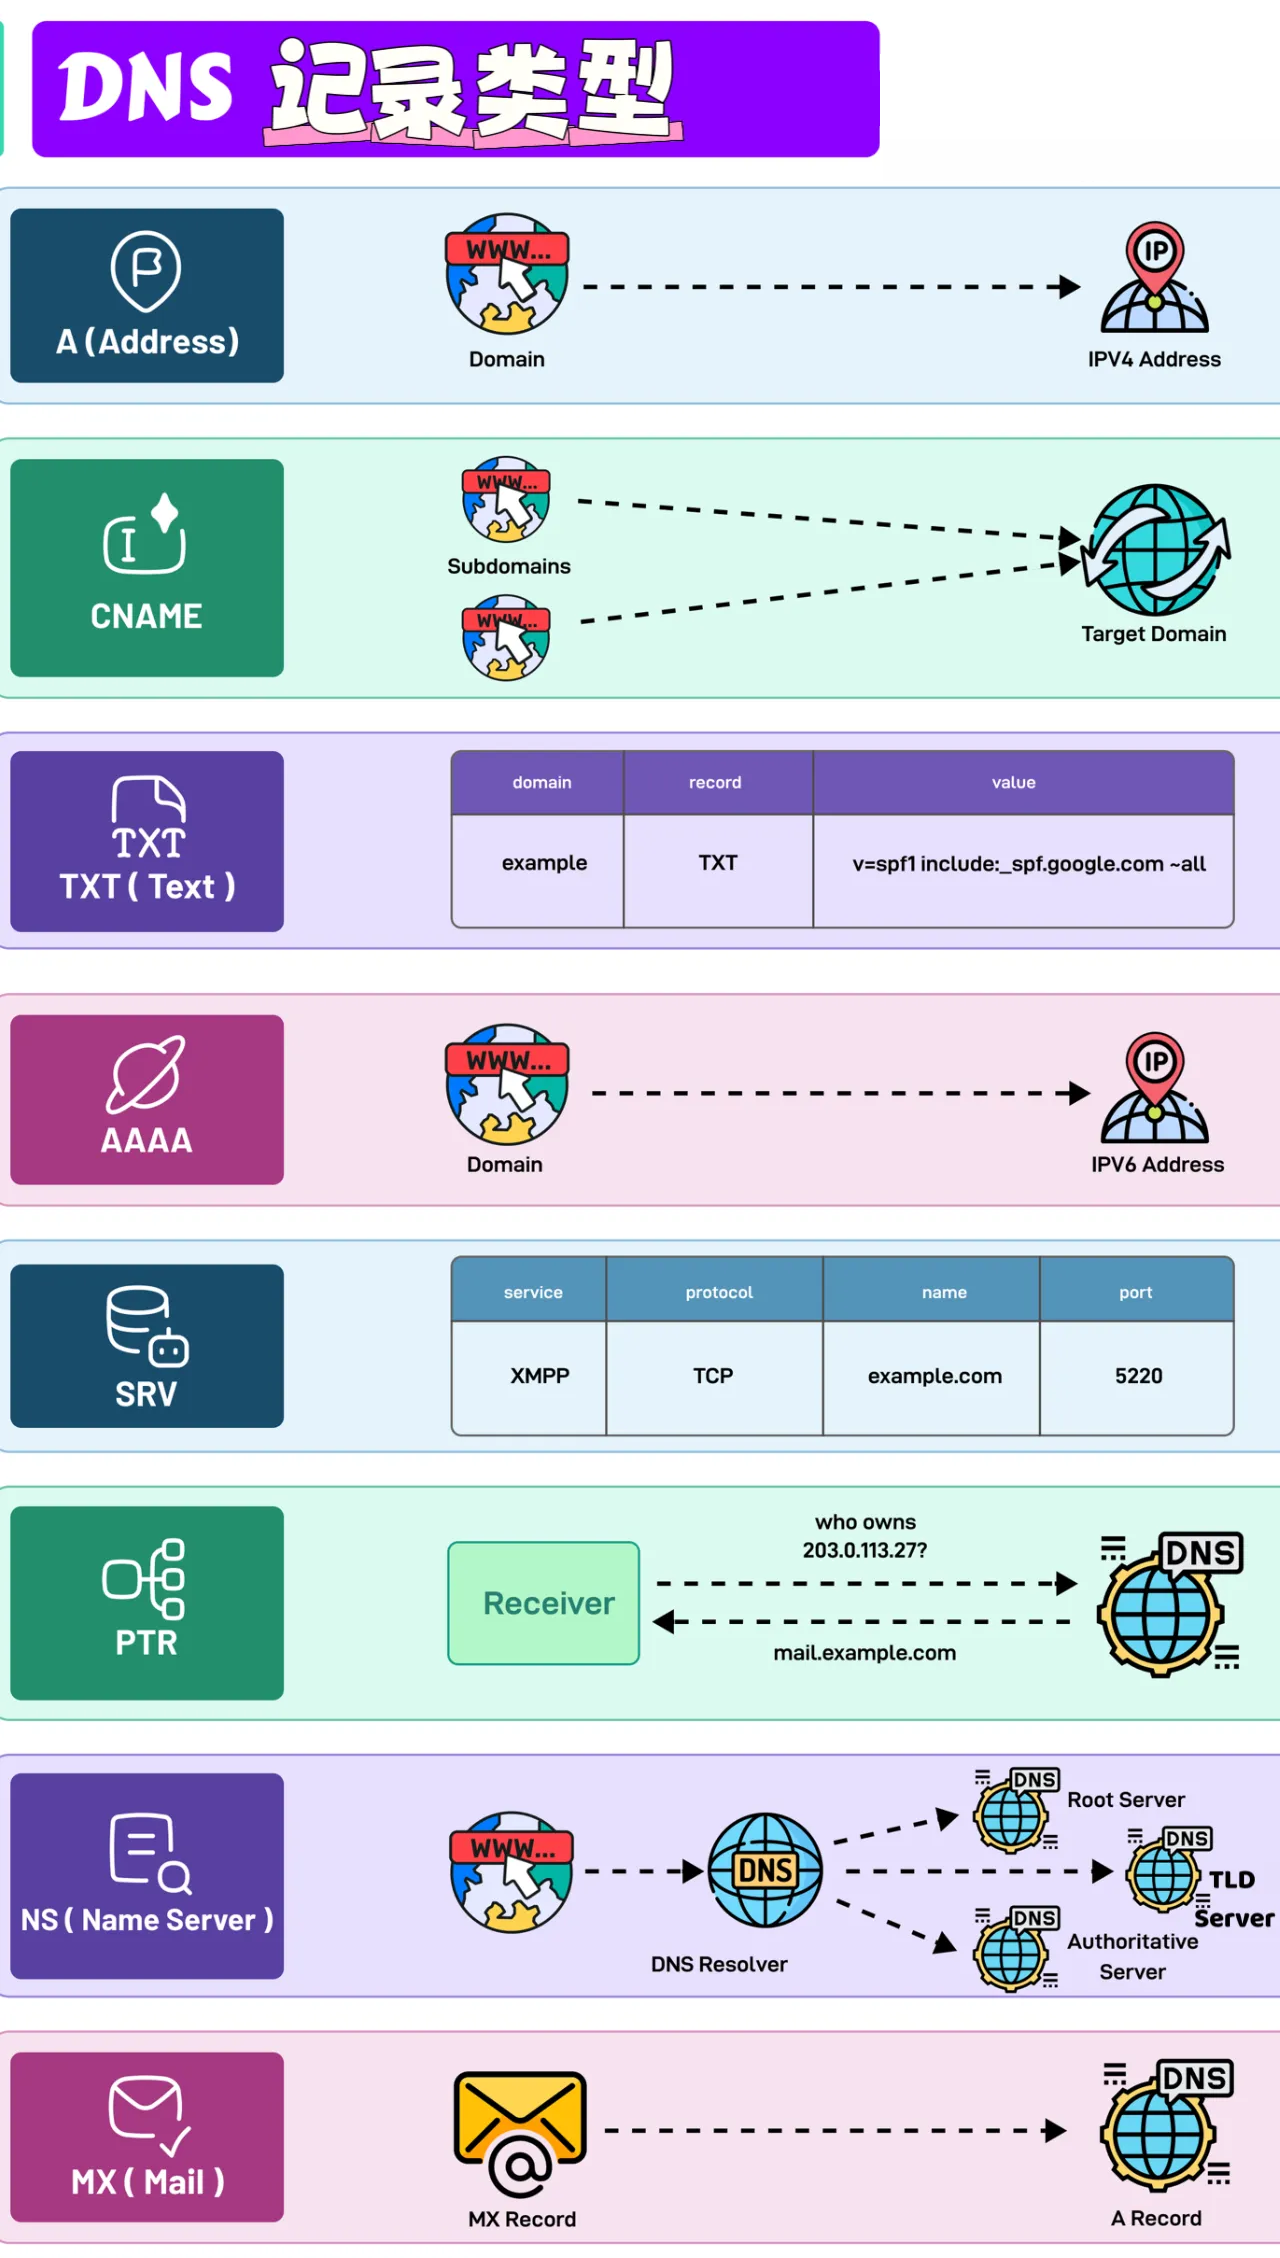 DNS 记录类型
A (Address)
WWW...
Domain
IP
IPV4 Address
CNAME
WWW...
Subdomains
WWW...
Target Domain
TXT
TXT ( Text )
domain record value
example TXT v=spf1 include:_spf.google.com ~all
AAAA
WWW...
Domain
IP
IPV6 Address
SRV
service protocol name port
XMPP TCP example.com 5220
PTR
Receiver
who owns
203.0.113.27?
mail.example.com
DNS
NS ( Name Server )
WWW...
DNS
DNS Resolver
DNS
Root Server
DNS
TLD
Server
DNS
Authoritative
Server
MX ( Mail )
@
MX Record
DNS
A Record